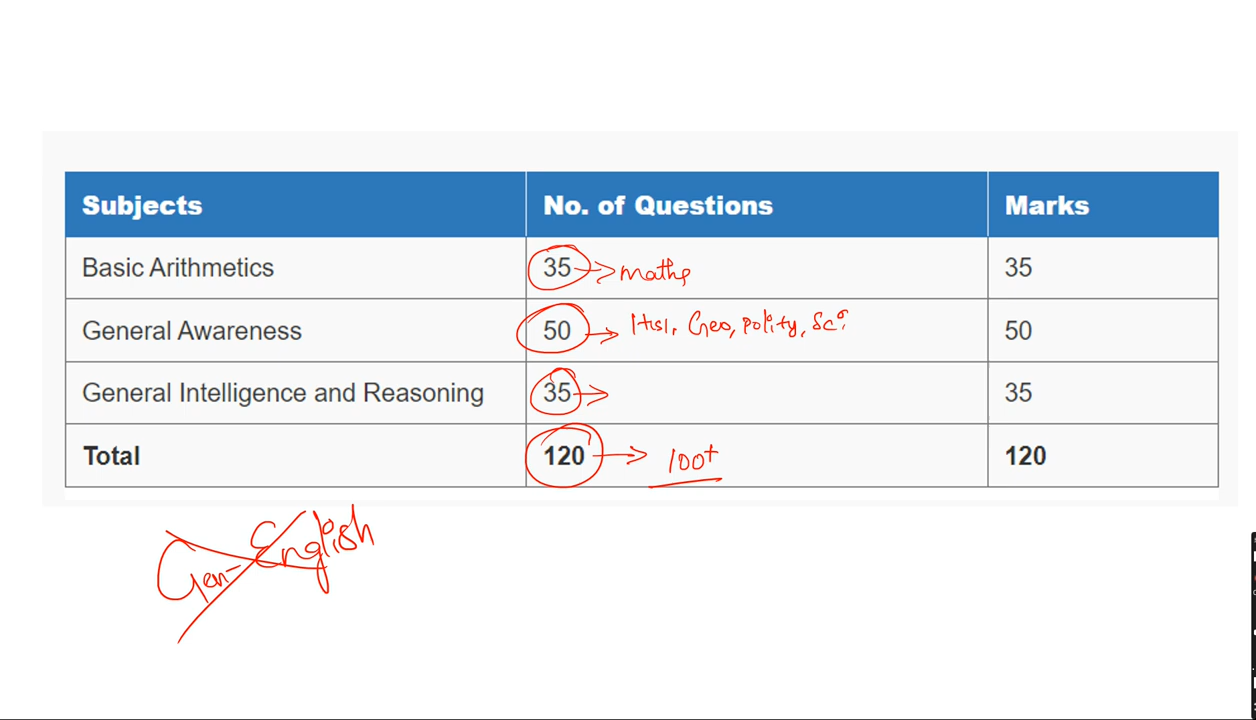 Subjects No. of Questions Marks
Basic Arithmetics 35 → maths 35
General Awareness 50 → Hist, Geo, polity, Sci 50
General Intelligence and Reasoning 35 → 35
Total 120 → 100+ 120
Gen-English